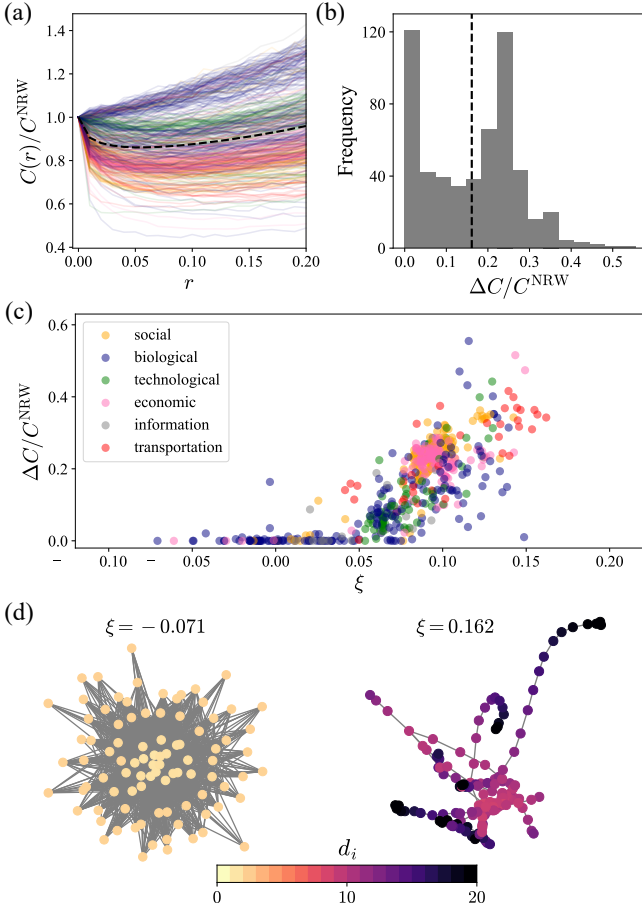 (a)
1.4
1.2
1.0
0.8
0.6
0.4
C(r)/C^NRW
0.00 0.05 0.10 0.15 0.20
r
(b)
120
80
40
0
Frequency
0.0 0.2 0.4 0.5
ΔC/C^NRW
(c)
0.6
0.4
0.2
0.0
ΔC/C^NRW
social
biological
technological
economic
information
transportation
− 0.10 − 0.05 0.00 0.05 0.10 0.15 0.20
ξ
(d)
ξ = − 0.071
ξ = 0.162
d_i
0 10 20